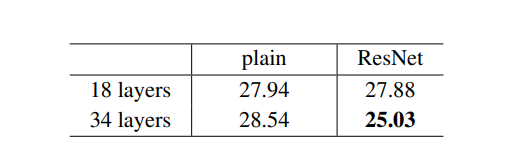 plain ResNet
18 layers 27.94 27.88
34 layers 28.54 25.03